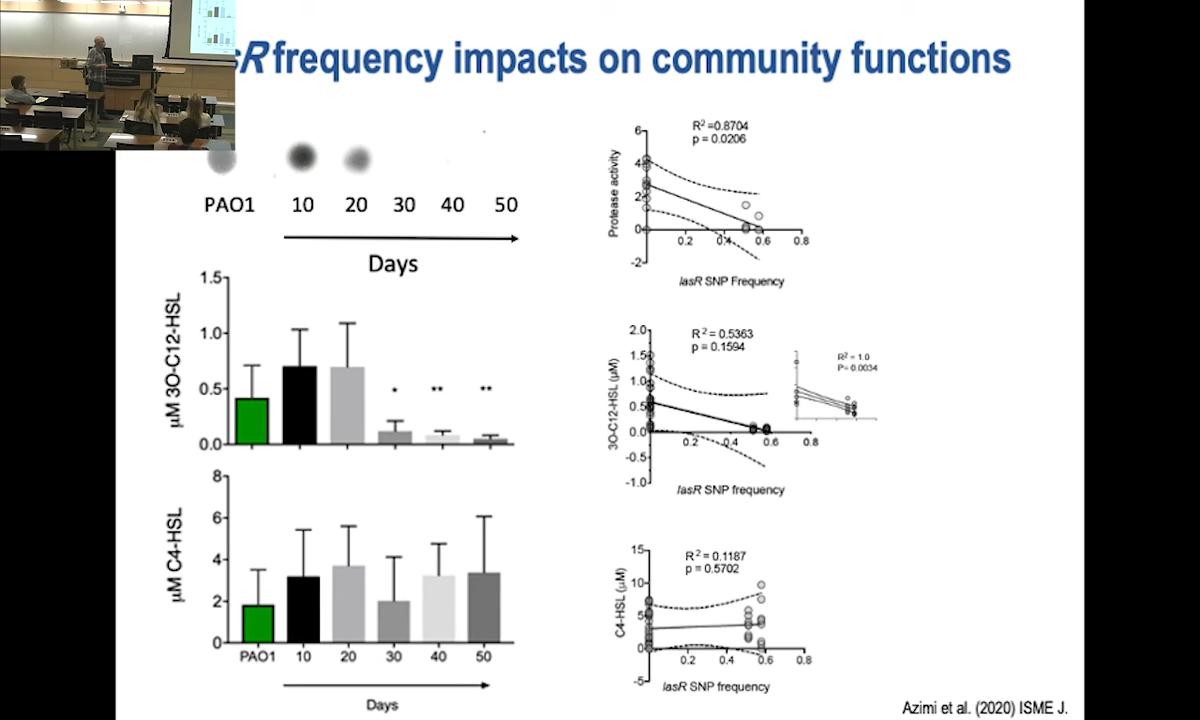 R frequency impacts on community functions
PAO1 10 20 30 40 50
Days
µM 3O-C12-HSL
1.5
1.0
0.5
0.0
* ** **
µM C4-HSL
8
6
4
2
0
PAO1 10 20 30 40 50
Days
R² =0.8704
p = 0.0206
Protease activity
6
4
2
0
-2
0.2 0.4 0.6 0.8
lasR SNP Frequency
R² = 0.5363
p = 0.1594
3O-C12-HSL (µM)
2.0
1.5
1.0
0.5
0.0
-0.5
-1.0
0.2 0.4 0.6 0.8
R² = 1.0
P= 0.0034
lasR SNP frequency
R² = 0.1187
p = 0.5702
C4-HSL (µM)
15
10
5
0
-5
0.2 0.4 0.6 0.8
lasR SNP frequency
Azimi et al. (2020) ISME J.